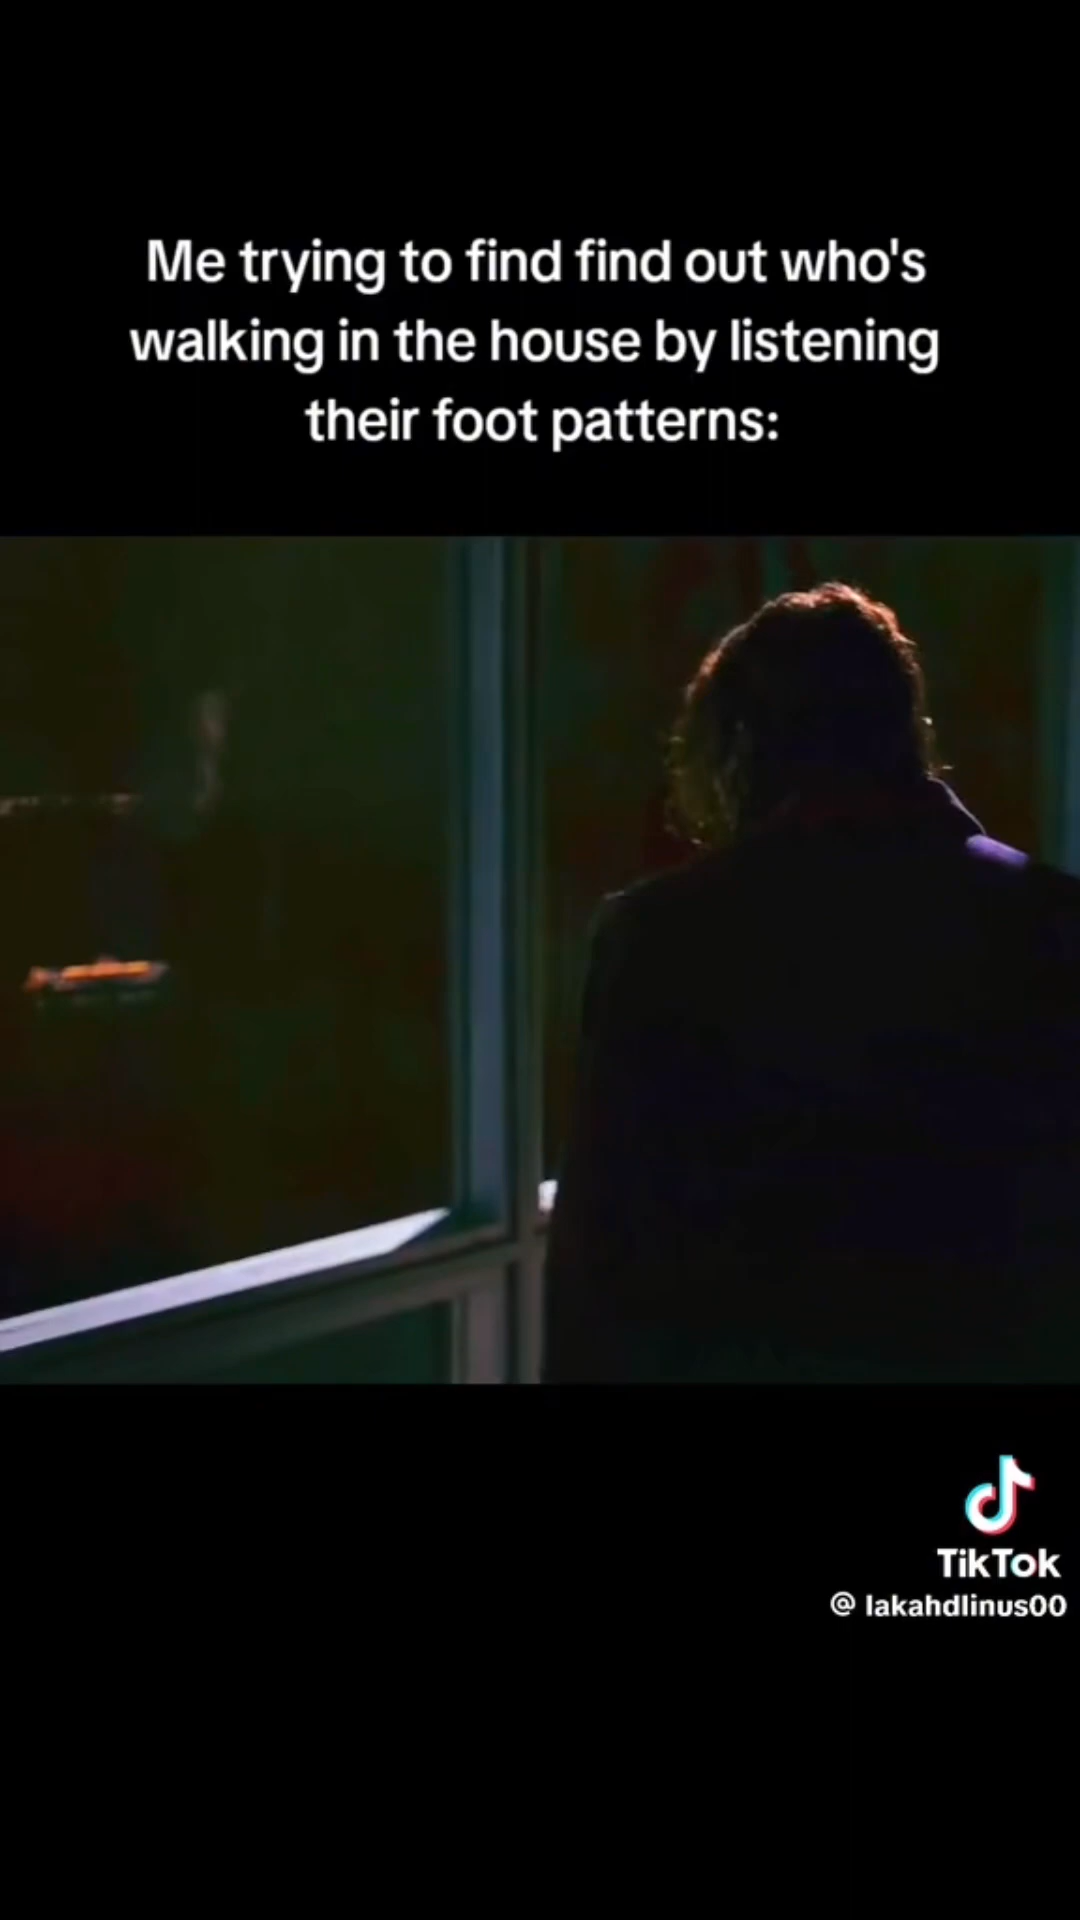 Me trying to find find out who's
walking in the house by listening
their foot patterns:
TikTok
@ lakahdlinus00